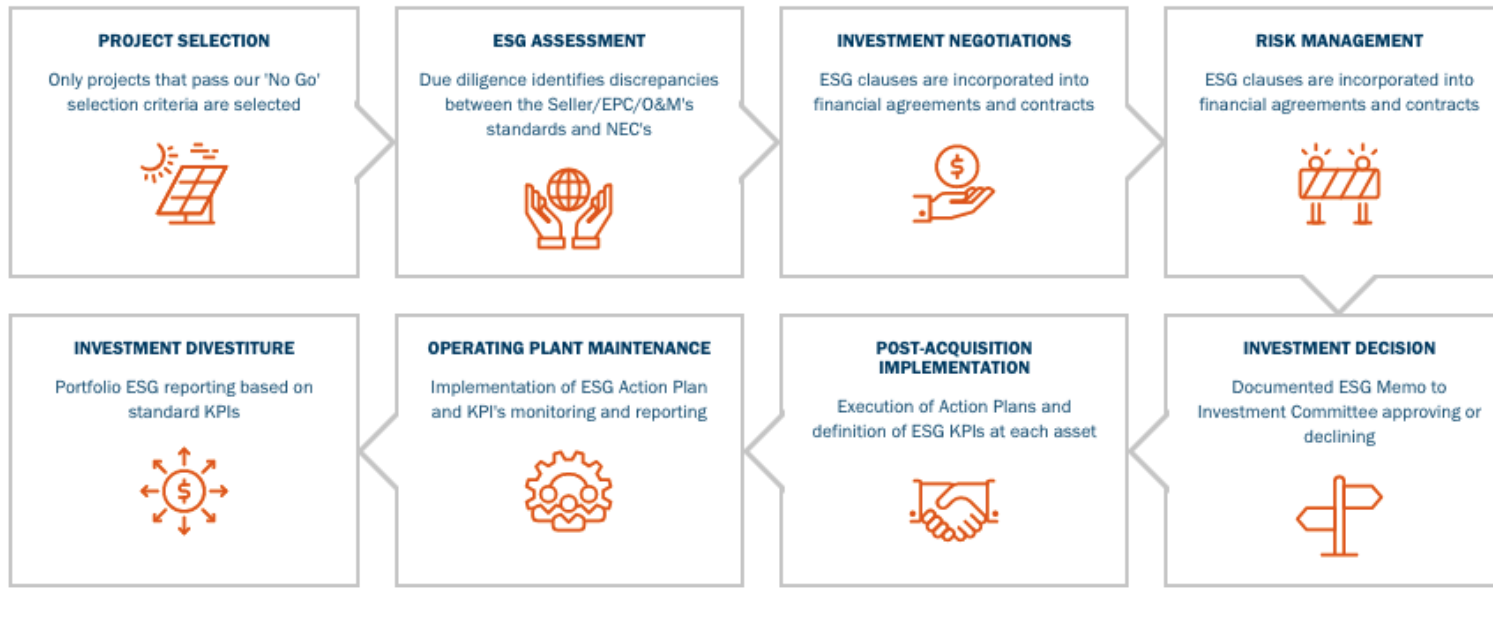 PROJECT SELECTION
Only projects that pass our 'No Go'
selection criteria are selected
ESG ASSESSMENT
Due diligence identifies discrepancies
between the Seller/EPC/O&M's
standards and NEC's
INVESTMENT NEGOTIATIONS
ESG clauses are incorporated into
financial agreements and contracts
RISK MANAGEMENT
ESG clauses are incorporated into
financial agreements and contracts
INVESTMENT DECISION
Documented ESG Memo to
Investment Committee approving or
declining
POST-ACQUISITION
IMPLEMENTATION
Execution of Action Plans and
definition of ESG KPIs at each asset
OPERATING PLANT MAINTENANCE
Implementation of ESG Action Plan
and KPI's monitoring and reporting
INVESTMENT DIVESTITURE
Portfolio ESG reporting based on
standard KPIs